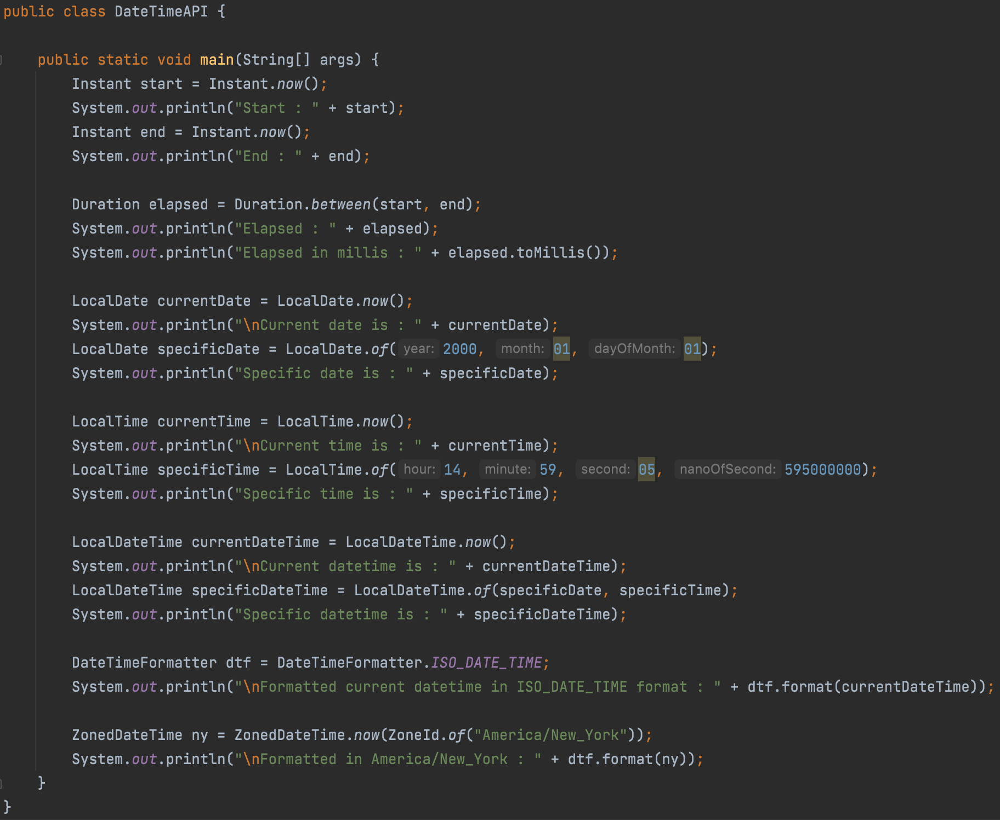 public class DateTimeAPI {
public static void main(String[] args) {
Instant start = Instant.now();
System.out.println("Start : " + start);
Instant end = Instant.now();
System.out.println("End : " + end);
Duration elapsed = Duration.between(start, end);
System.out.println("Elapsed : " + elapsed);
System.out.println("Elapsed in millis : " + elapsed.toMillis());
LocalDate currentDate = LocalDate.now();
System.out.println("\nCurrent date is : " + currentDate);
LocalDate specificDate = LocalDate.of( year: 2000, month: 01, dayOfMonth: 01);
System.out.println("Specific date is : " + specificDate);
LocalTime currentTime = LocalTime.now();
System.out.println("\nCurrent time is : " + currentTime);
LocalTime specificTime = LocalTime.of( hour: 14, minute: 59, second: 05, nanoOfSecond: 595000000);
System.out.println("Specific time is : " + specificTime);
LocalDateTime currentDateTime = LocalDateTime.now();
System.out.println("\nCurrent datetime is : " + currentDateTime);
LocalDateTime specificDateTime = LocalDateTime.of(specificDate, specificTime);
System.out.println("Specific datetime is : " + specificDateTime);
DateTimeFormatter dtf = DateTimeFormatter.ISO_DATE_TIME;
System.out.println("\nFormatted current datetime in ISO_DATE_TIME format : " + dtf.format(currentDateTime));
ZonedDateTime ny = ZonedDateTime.now(ZoneId.of("America/New_York"));
System.out.println("\nFormatted in America/New_York : " + dtf.format(ny));
}
}